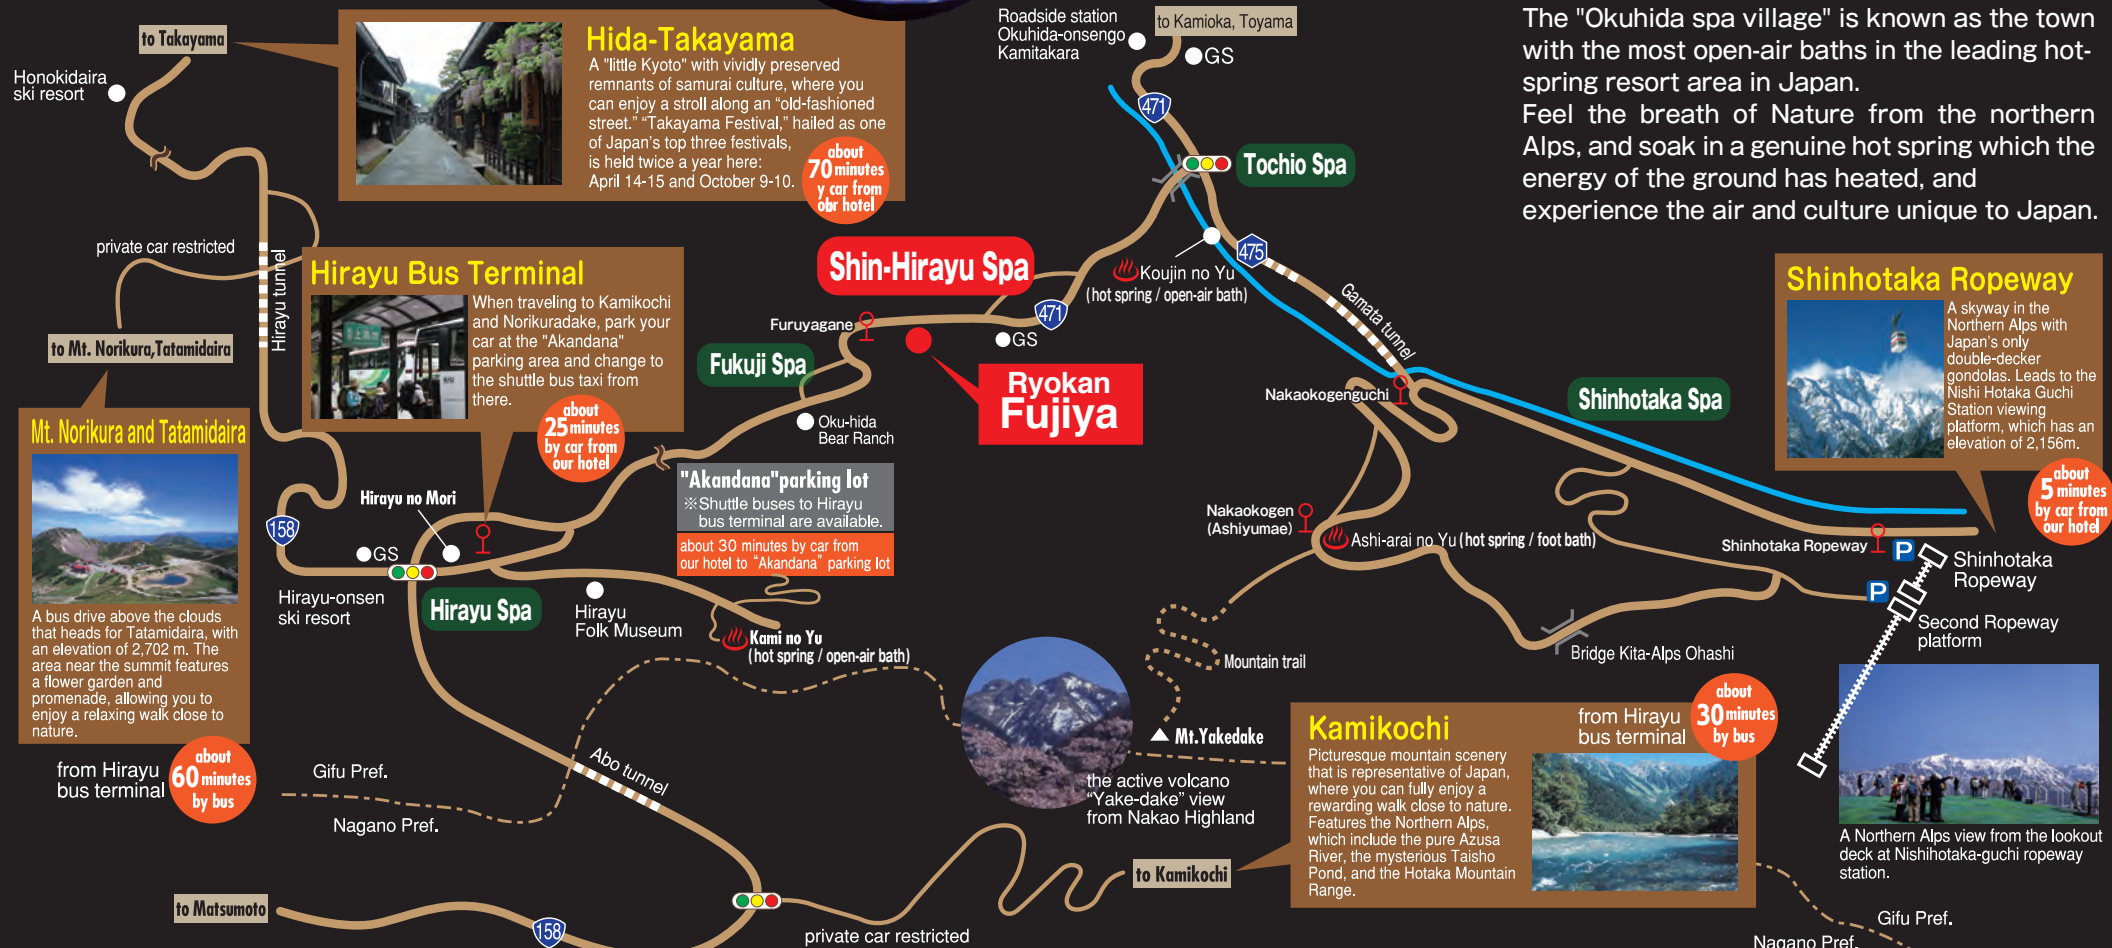 to Takayama
Honokidaira
ski resort
Hida-Takayama
A "little Kyoto" with vividly preserved
remnants of samurai culture, where you
can enjoy a stroll along an “old-fashioned
street.” “Takayama Festival,” hailed as one
of Japan's top three festivals,
is held twice a year here:
April 14-15 and October 9-10.
about
70 minutes
y car from
obr hotel
Roadside station
Okuhida-onsengo
Kamitakara
to Kamioka, Toyama
GS
471
Tochio Spa
The "Okuhida spa village" is known as the town
with the most open-air baths in the leading hot-
spring resort area in Japan.
Feel the breath of Nature from the northern
Alps, and soak in a genuine hot spring which the
energy of the ground has heated, and
experience the air and culture unique to Japan.
private car restricted
Hirayu tunnel
to Mt. Norikura,Tatamidaira
Hirayu Bus Terminal
When traveling to Kamikochi
and Norikuradake, park your
car at the "Akandana"
parking area and change to
the shuttle bus taxi from
there.
about
25 minutes
by car from
our hotel
Shin-Hirayu Spa
Koujin no Yu
(hot spring / open-air bath)
475
Gamata tunnel
471
Furuyagane
GS
Fukuji Spa
Ryokan
Fujiya
Oku-hida
Bear Ranch
Nakaokogenguchi
Shinhotaka Spa
Shinhotaka Ropeway
A skyway in the
Northern Alps with
Japan's only
double-decker
gondolas. Leads to the
Nishi Hotaka Guchi
Station viewing
platform, which has an
elevation of 2,156m.
about
5 minutes
by car from
our hotel
Mt. Norikura and Tatamidaira
A bus drive above the clouds
that heads for Tatamidaira, with
an elevation of 2,702 m. The
area near the summit features
a flower garden and
promenade, allowing you to
enjoy a relaxing walk close to
nature.
from Hirayu
bus terminal
about
60 minutes
by bus
158
Hirayu no Mori
GS
Hirayu-onsen
ski resort
Hirayu Spa
"Akandana"parking lot
※Shuttle buses to Hirayu
bus terminal are available.
about 30 minutes by car from
our hotel to “Akandana” parking lot
Hirayu
Folk Museum
Kami no Yu
(hot spring / open-air bath)
Nakaokogen
(Ashiyumae)
Ashi-arai no Yu (hot spring / foot bath)
Shinhotaka Ropeway
P
Shinhotaka
Ropeway
P
Second Ropeway
platform
Bridge Kita-Alps Ohashi
Mountain trail
Mt.Yakedake
the active volcano
“Yake-dake” view
from Nakao Highland
Gifu Pref.
Nagano Pref.
Abo tunnel
Kamikochi
Picturesque mountain scenery
that is representative of Japan,
where you can fully enjoy a
rewarding walk close to nature.
Features the Northern Alps,
which include the pure Azusa
River, the mysterious Taisho
Pond, and the Hotaka Mountain
Range.
from Hirayu
bus terminal
about
30 minutes
by bus
A Northern Alps view from the lookout
deck at Nishihotaka-guchi ropeway
station.
to Kamikochi
to Matsumoto
158
private car restricted
Gifu Pref.
Nagano Pref.